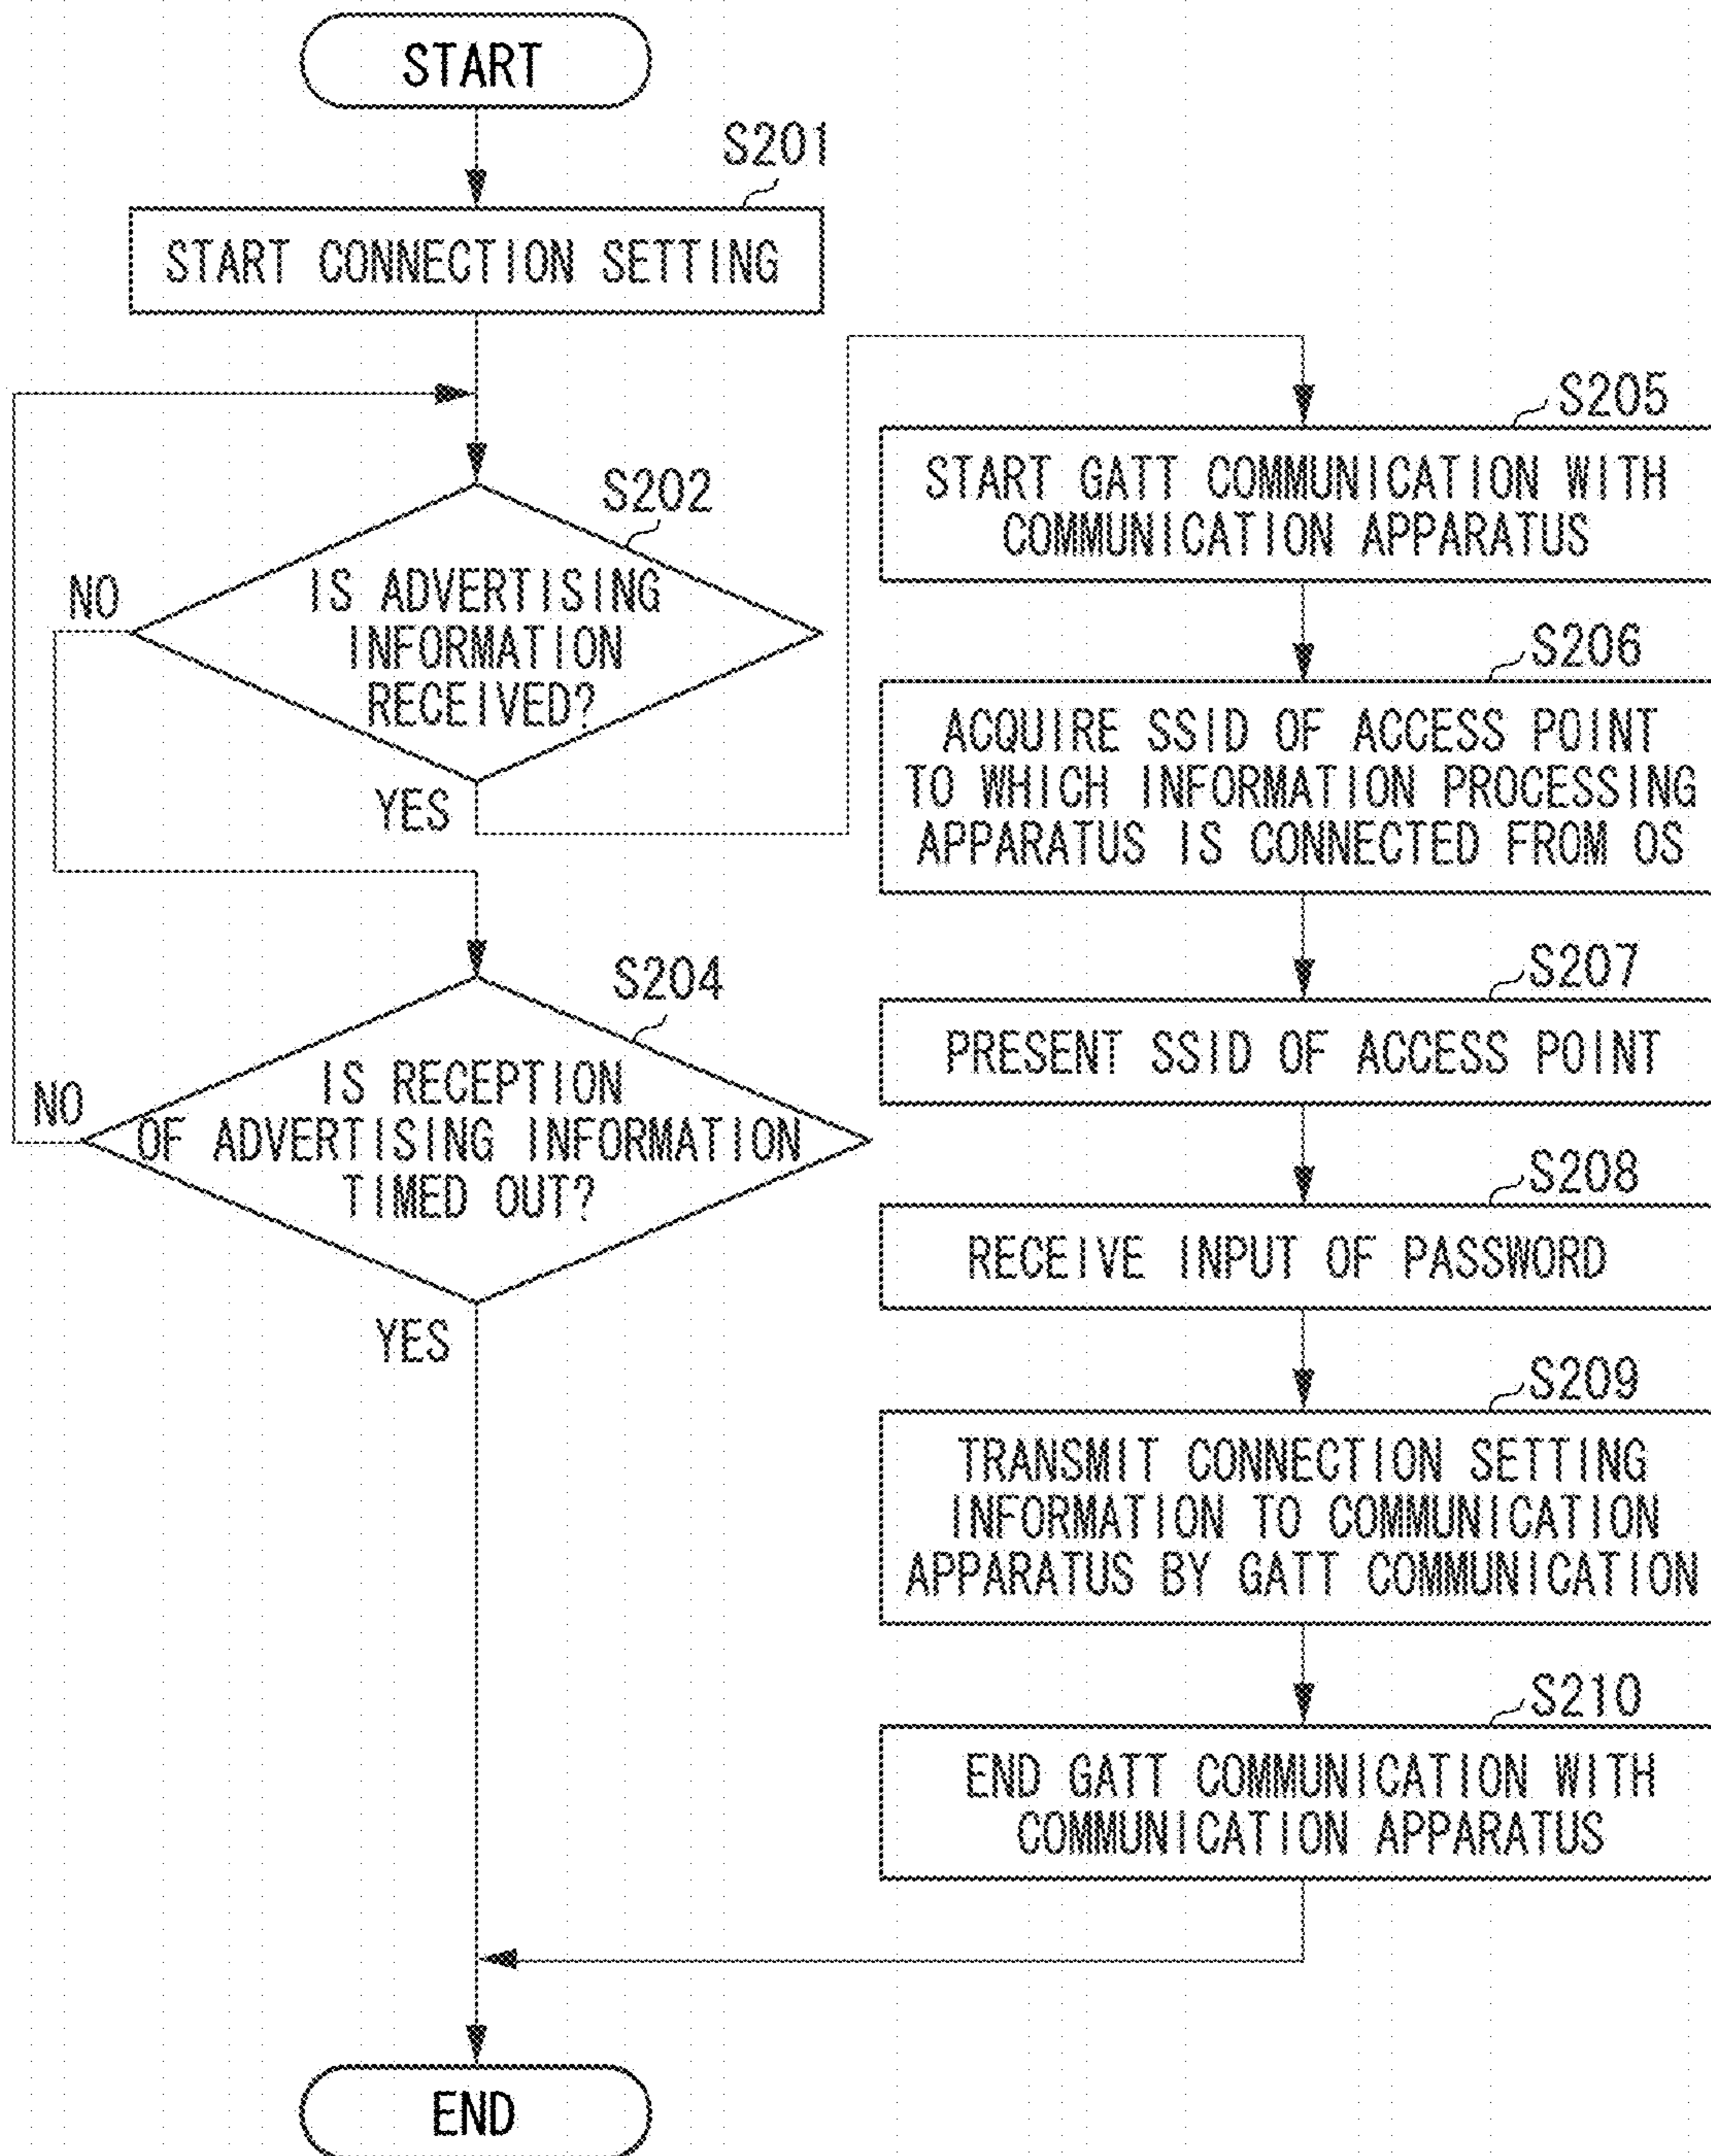 START
S201
START CONNECTION SETTING
S202
IS ADVERTISING
INFORMATION
RECEIVED?
NO
YES
S204
IS RECEPTION
OF ADVERTISING INFORMATION
TIMED OUT?
NO
YES
S205
START GATT COMMUNICATION WITH
COMMUNICATION APPARATUS
S206
ACQUIRE SSID OF ACCESS POINT
TO WHICH INFORMATION PROCESSING
APPARATUS IS CONNECTED FROM OS
S207
PRESENT SSID OF ACCESS POINT
S208
RECEIVE INPUT OF PASSWORD
S209
TRANSMIT CONNECTION SETTING
INFORMATION TO COMMUNICATION
APPARATUS BY GATT COMMUNICATION
S210
END GATT COMMUNICATION WITH
COMMUNICATION APPARATUS
END